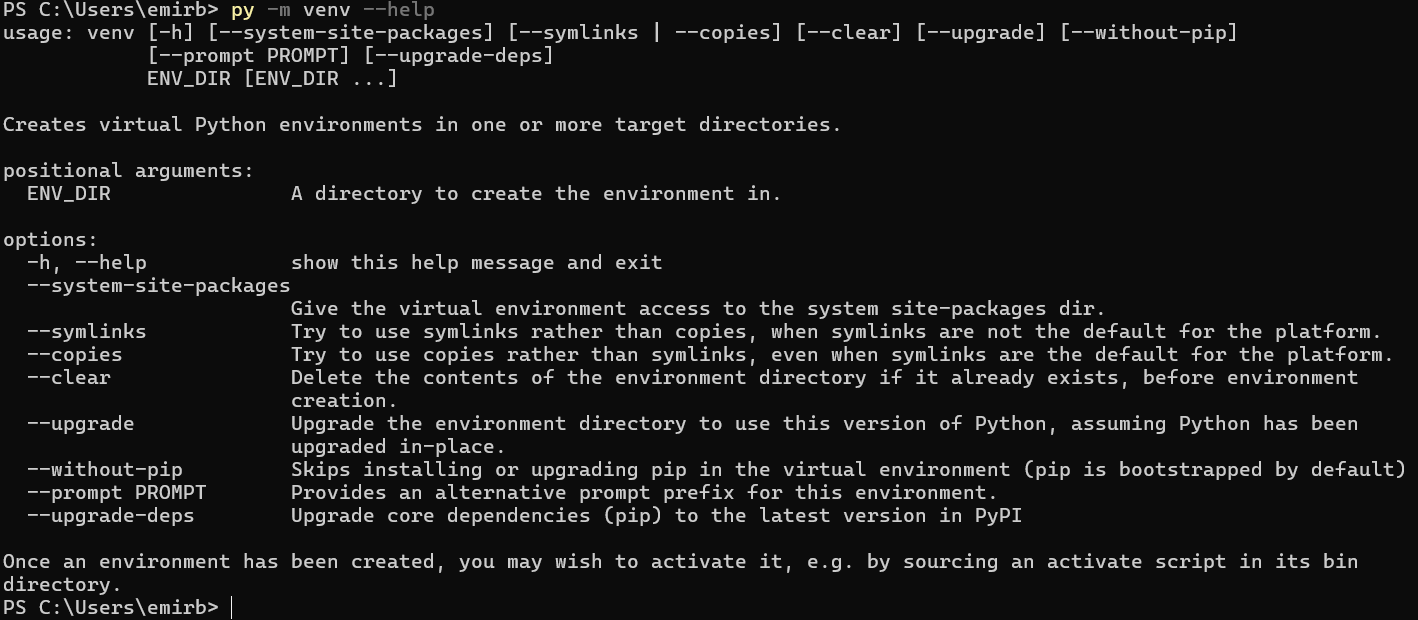 PS C:\Users\emirb> py -m venv --help
usage: venv [-h] [--system-site-packages] [--symlinks | --copies] [--clear] [--upgrade] [--without-pip]
            [--prompt PROMPT] [--upgrade-deps]
            ENV_DIR [ENV_DIR ...]

Creates virtual Python environments in one or more target directories.

positional arguments:
  ENV_DIR               A directory to create the environment in.

options:
  -h, --help            show this help message and exit
  --system-site-packages
                        Give the virtual environment access to the system site-packages dir.
  --symlinks            Try to use symlinks rather than copies, when symlinks are not the default for the platform.
  --copies              Try to use copies rather than symlinks, even when symlinks are the default for the platform.
  --clear               Delete the contents of the environment directory if it already exists, before environment
                        creation.
  --upgrade             Upgrade the environment directory to use this version of Python, assuming Python has been
                        upgraded in-place.
  --without-pip         Skips installing or upgrading pip in the virtual environment (pip is bootstrapped by default)
  --prompt PROMPT       Provides an alternative prompt prefix for this environment.
  --upgrade-deps        Upgrade core dependencies (pip) to the latest version in PyPI

Once an environment has been created, you may wish to activate it, e.g. by sourcing an activate script in its bin
directory.
PS C:\Users\emirb>